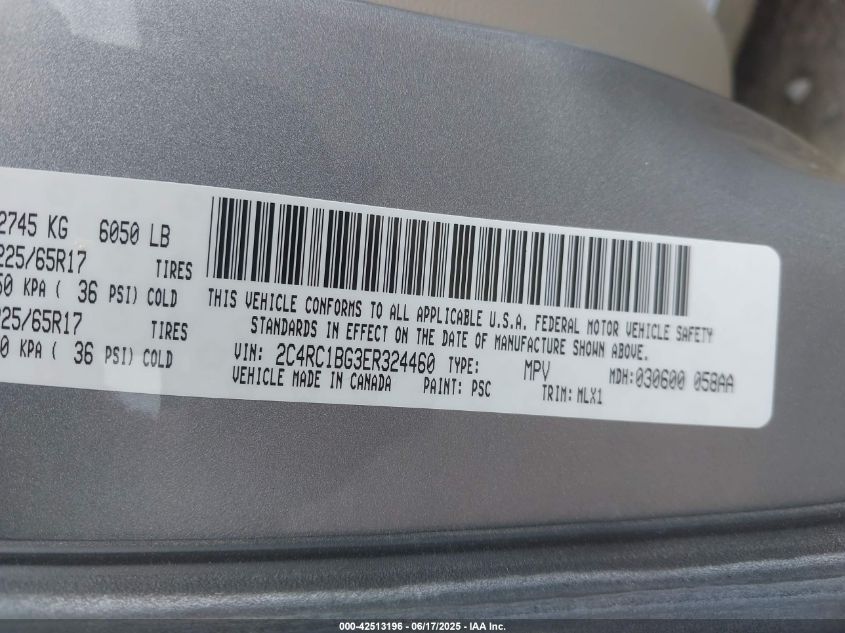 2745 KG 6050 LB
225/65R17 TIRES
KPA ( 36 PSI) COLD
25/65R17 TIRES
KPA ( 36 PSI) COLD
THIS VEHICLE CONFORMS TO ALL APPLICABLE U.S.A. FEDERAL MOTOR VEHICLE SAFETY
STANDARDS IN EFFECT ON THE DATE OF MANUFACTURE SHOWN ABOVE.
VIN: 2C4RC1BG3ER324460 TYPE: MPV MDH:030600 058AA
VEHICLE MADE IN CANADA PAINT: PSC TRIM: MLX1
000-42513196 - 06/17/2025 - IAA Inc.